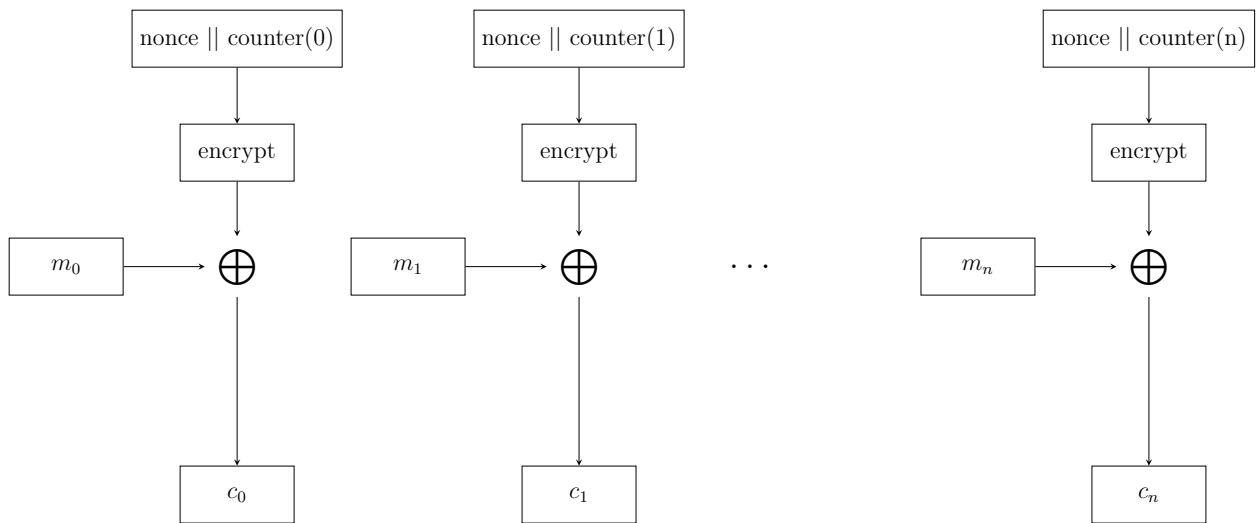 nonce || counter(0) nonce || counter(1) nonce || counter(n)
encrypt encrypt encrypt
m₀ m₁ · · · mₙ
c₀ c₁ cₙ